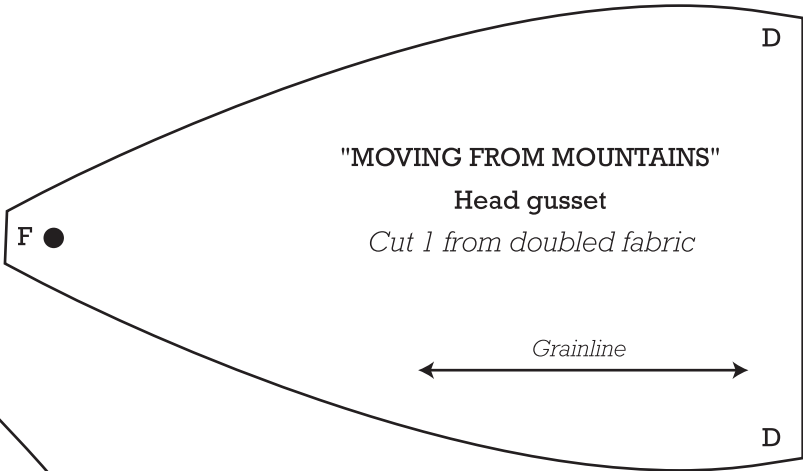 D
"MOVING FROM MOUNTAINS"
Head gusset
F
Cut 1 from doubled fabric
Grainline
D